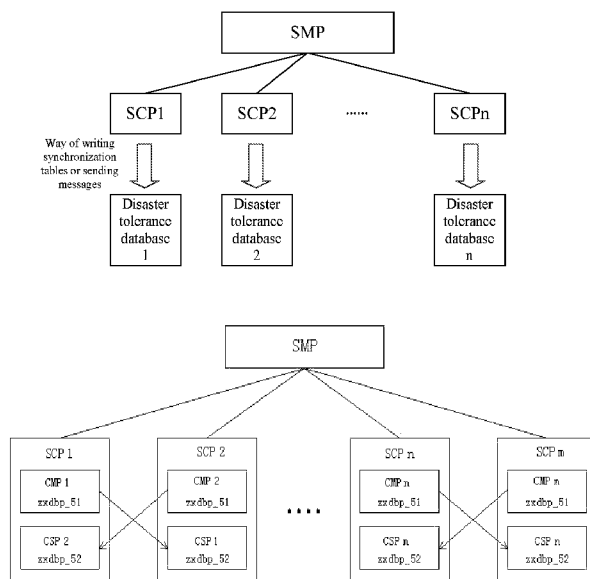 SMP
SCP1
SCP2
......
SCPn
Way of writing
synchronization
tables or sending
messages
Disaster
tolerance
database
1
Disaster
tolerance
database
2
Disaster
tolerance
database
n
SMP
SCP 1
SCP 2
SCP n
SCP m
CMP 1
zxdbp_51
CMP 2
zxdbp_51
CMP n
zxdbp_51
CMP m
zxdbp_51
....
CSP 2
zxdbp_52
CSP 1
zxdbp_52
CSP m
zxdbp_52
CSP n
zxdbp_52